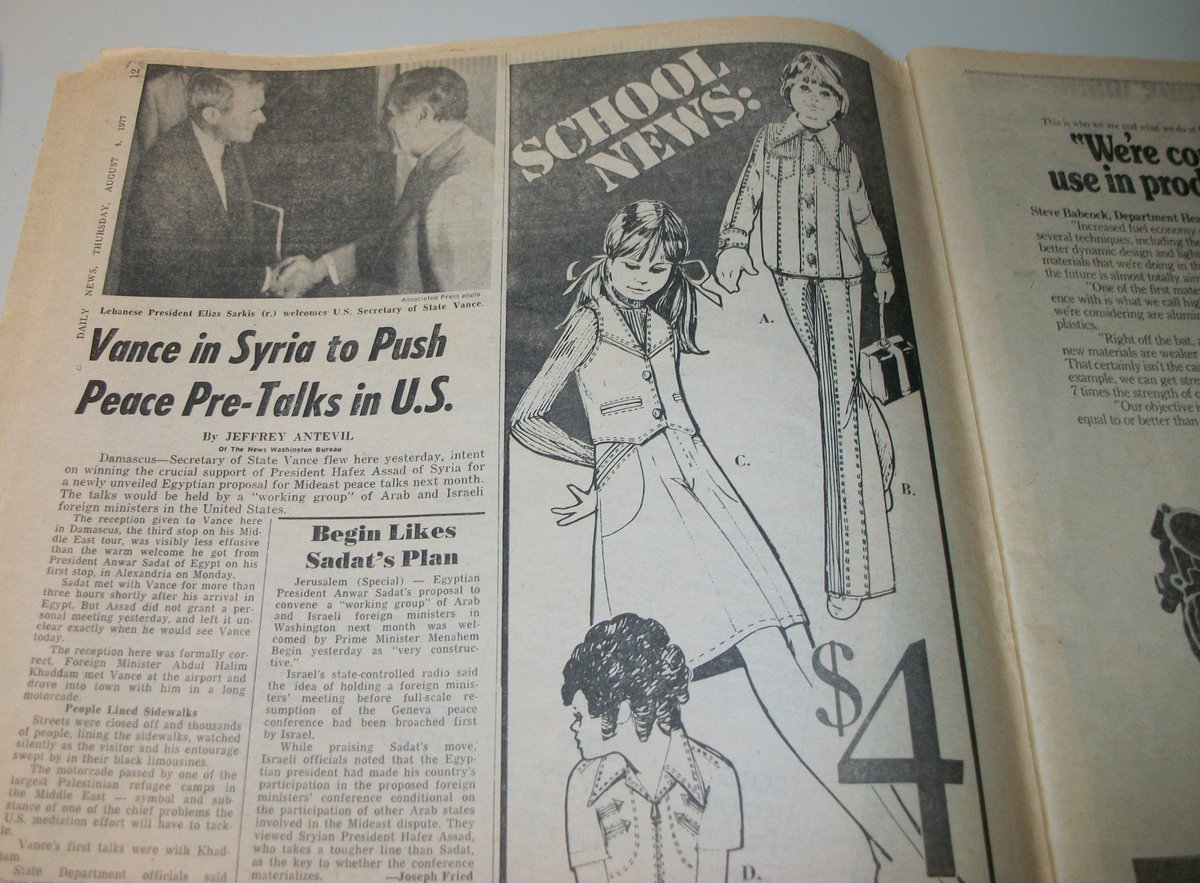 12
DAILY NEWS, THURSDAY, AUGUST 4, 1977
Associated Press photo
Lebanese President Elias Sarkis (r.) welcomes U.S. Secretary of State Vance.
Vance in Syria to Push
Peace Pre-Talks in U.S.
By JEFFREY ANTEVIL
Of The News Washington Bureau
Damascus—Secretary of State Vance flew here yesterday, intent
on winning the crucial support of President Hafez Assad of Syria for
a newly unveiled Egyptian proposal for Mideast peace talks next month.
The talks would be held by a "working group" of Arab and Israeli
foreign ministers in the United States.
The reception given to Vance here
in Damascus, the third stop on his Mid-
dle East tour, was visibly less effusive
than the warm welcome he got from
President Anwar Sadat of Egypt on his
first stop, in Alexandria on Monday.
Sadat met with Vance for more than
three hours shortly after his arrival in
Egypt. But Assad did not grant a per-
sonal meeting yesterday, and left it un-
clear exactly when he would see Vance
today.
The reception here was formally cor-
rect. Foreign Minister Abdul Halim
Khaddam met Vance at the airport and
drove into town with him in a long
motorcade.
People Lined Sidewalks
Streets were closed off and thousands
of people, lining the sidewalks, watched
silently as the visitor and his entourage
swept by in their black limousines.
The motorcade passed by one of the
largest Palestinian refugee camps in
the Middle East — symbol and sub-
stance of one of the chief problems the
U.S. mediation effort will have to tack-
le.
Vance's first talks were with Khad-
dam.
State Department officials said
Begin Likes
Sadat's Plan
Jerusalem (Special) — Egyptian
President Anwar Sadat's proposal to
convene a "working group" of Arab
and Israeli foreign ministers in
Washington next month was wel-
comed by Prime Minister Menahem
Begin yesterday as "very construc-
tive."
Israel's state-controlled radio said
the idea of holding a foreign minis-
ters' meeting before full-scale re-
sumption of the Geneva peace
conference had been broached first
by Israel.
While praising Sadat's move,
Israeli officials noted that the Egyp-
tian president had made his country's
participation in the proposed foreign
ministers' conference conditional on
the participation of other Arab states
involved in the Mideast dispute. They
viewed Sryian President Hafez Assad,
who takes a tougher line than Sadat,
as the key to whether the conference
materializes. —Joseph Fried
SCHOOL
NEWS:
A.
B.
C.
D.
$4
This is who we are and what we do at
"We're co
use in prod
Steve Babcock, Department Hea
"Increased fuel economy
several techniques, including the
better dynamic design and light
materials that we're doing in th
the future is almost totally aim
"One of the first mate
ence with is what we call hig
we're considering are alumi
plastics.
"Right off the bat, a
new materials are weaker
That certainly isn't the cas
example, we can get stre
7 times the strength of
"Our objective i
equal to or better than